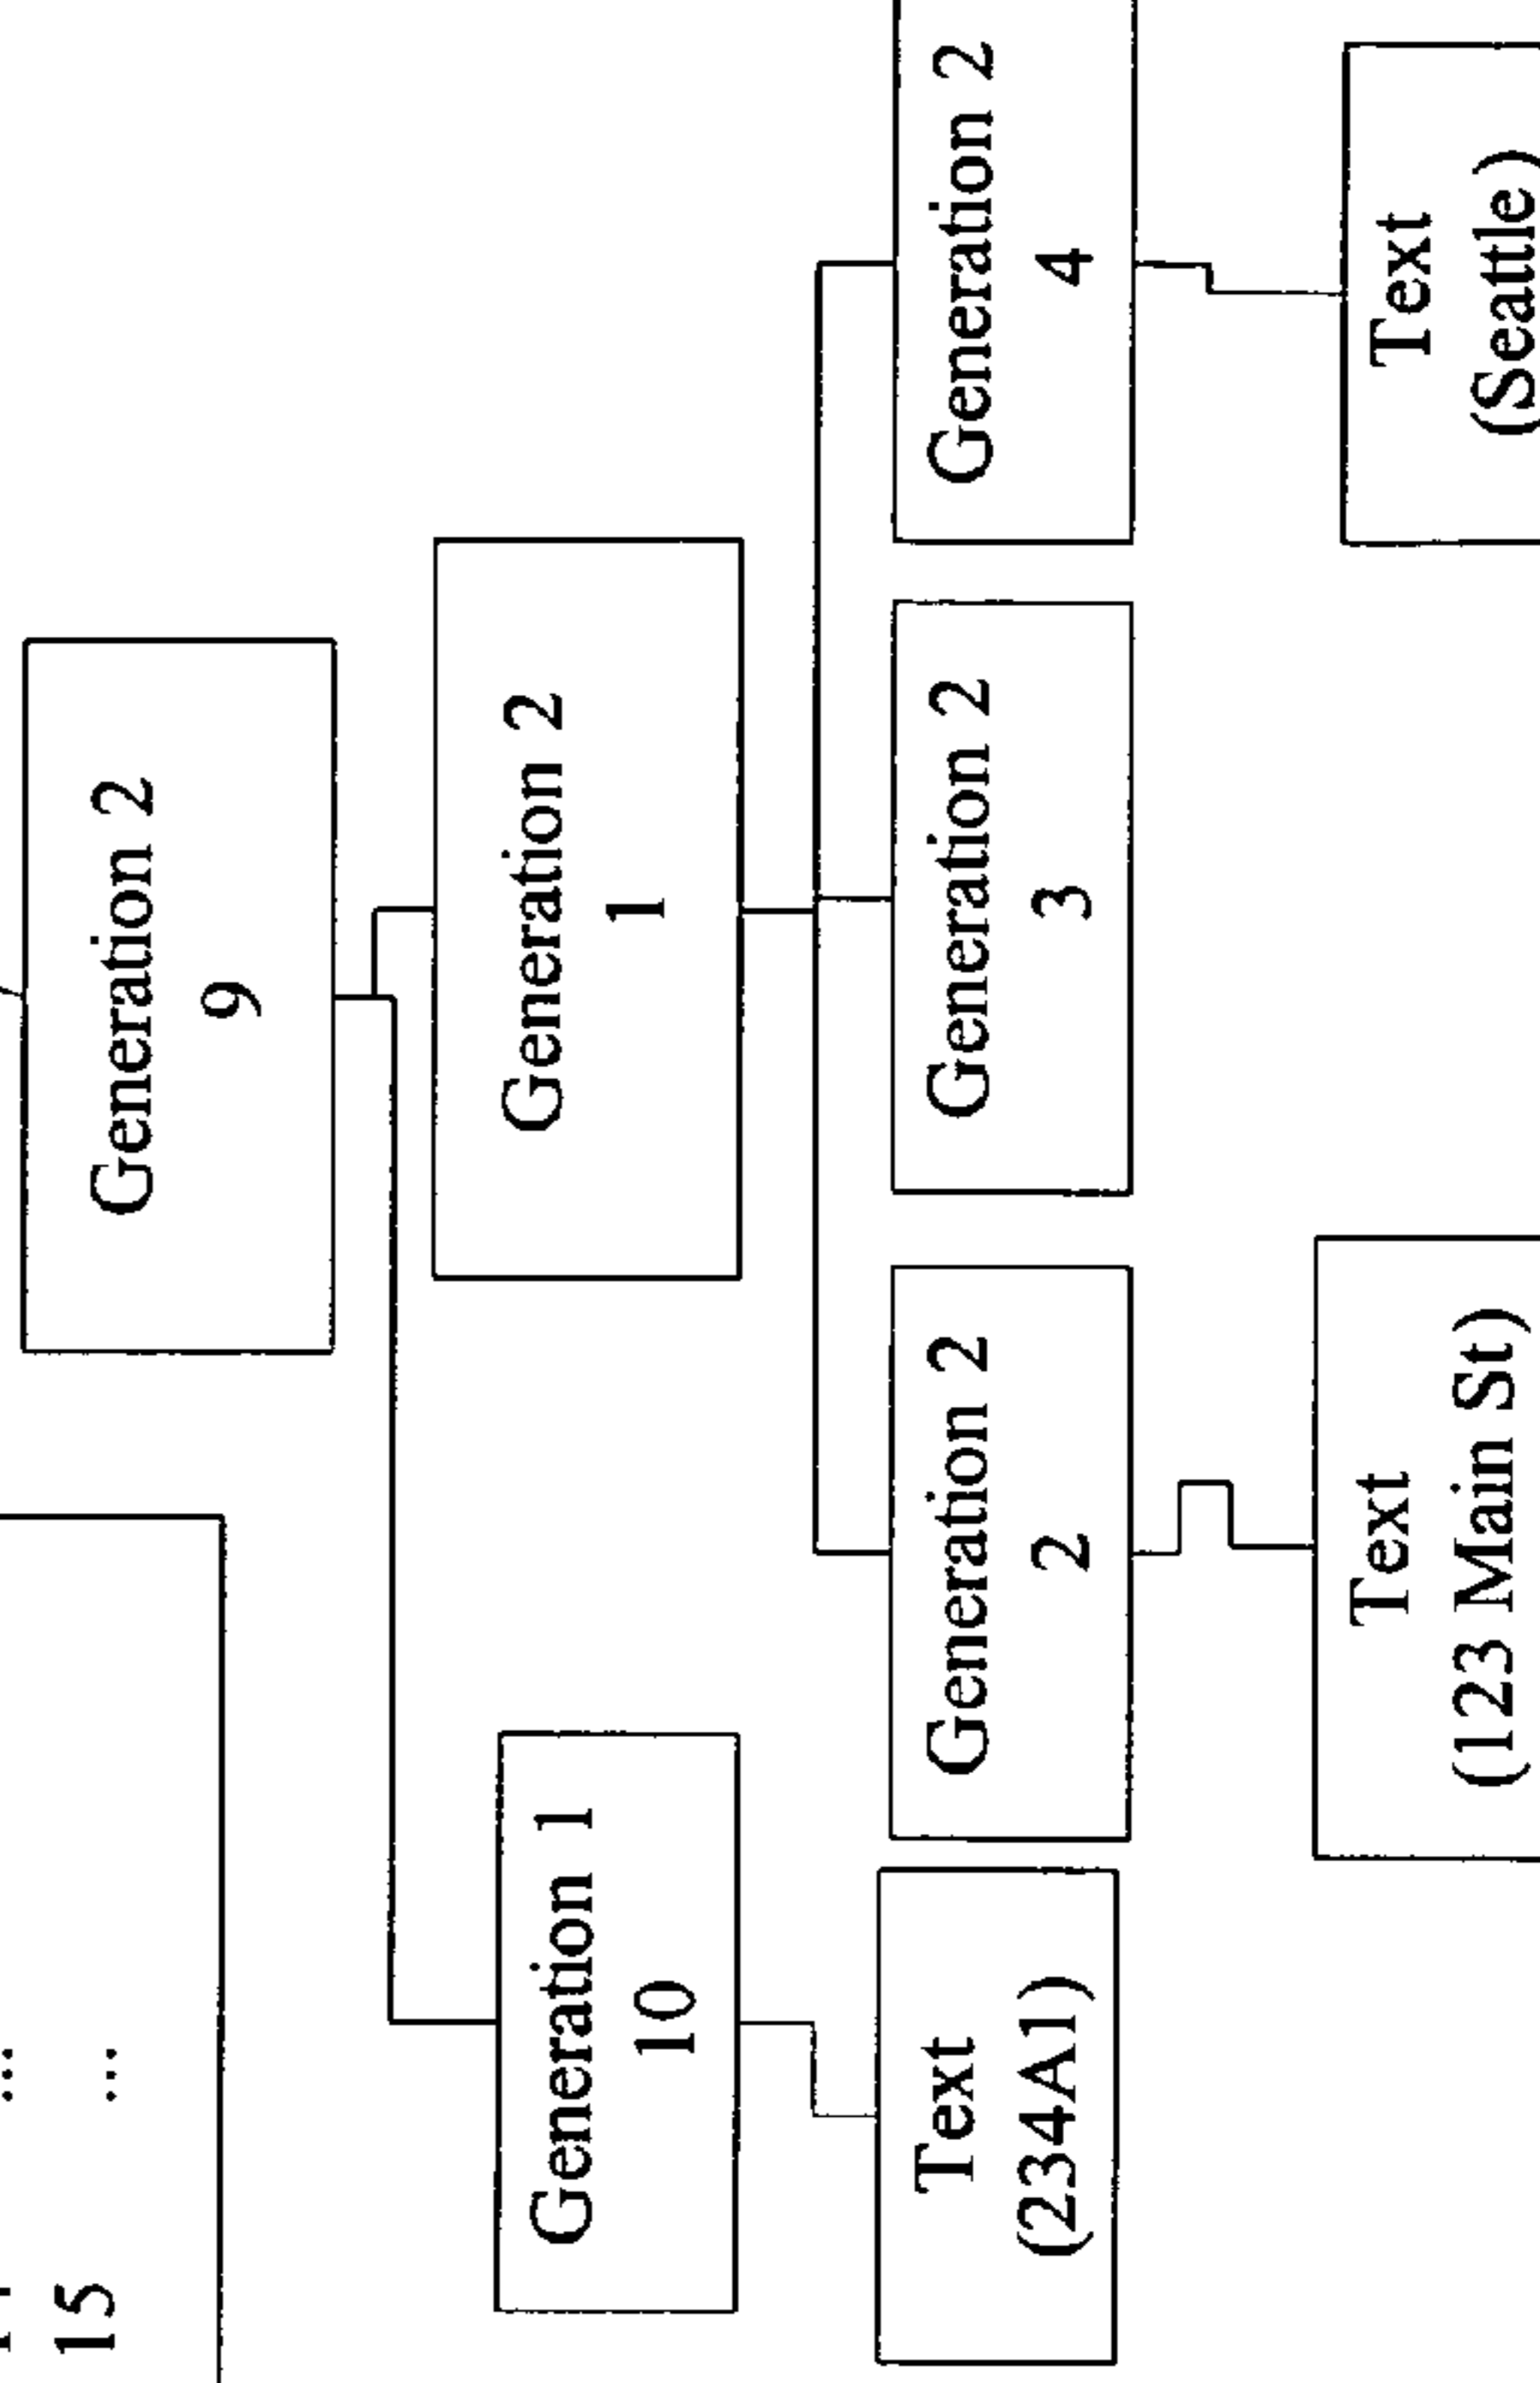 15 ...
...
Generation 2
9
Generation 1
10
Generation 2
1
Text
(234A1)
Generation 2
2
Generation 2
3
Generation 2
4
Text
(123 Main St)
Text
(Seattle)